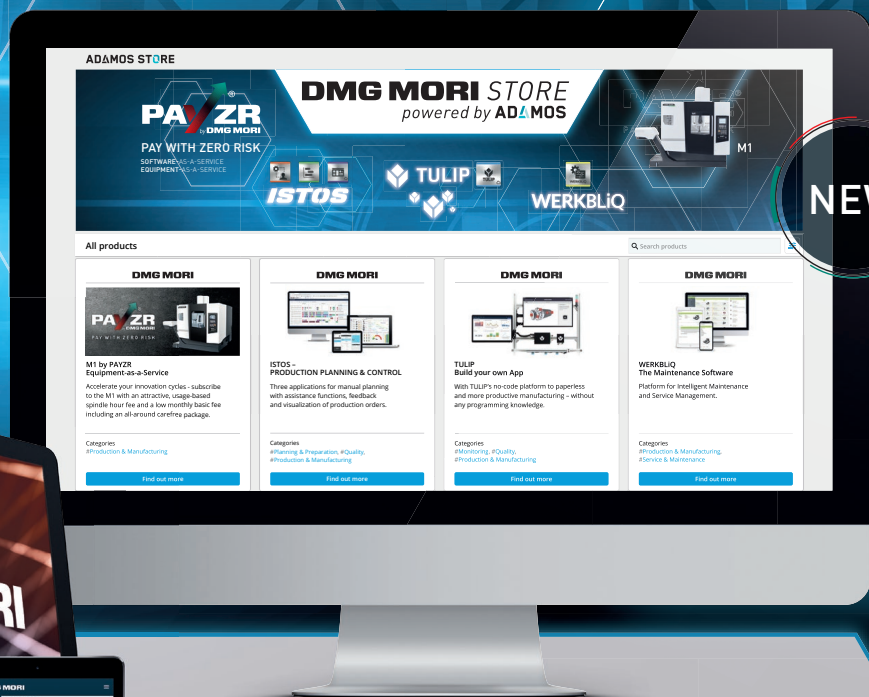 ADAMOS STORE
PAYZR
by DMG MORI
PAY WITH ZERO RISK
SOFTWARE-AS-A-SERVICE
EQUIPMENT-AS-A-SERVICE
DMG MORI STORE
powered by ADAMOS
ISTOS
TULIP
WERKBLiQ
M1
NEW
All products
Search products
DMG MORI
PAYZR
DMG MORI
PAY WITH ZERO RISK
M1 by PAYZR
Equipment-as-a-Service
Accelerate your innovation cycles - subscribe
to the M1 with an attractive, usage-based
spindle hour fee and a low monthly basic fee
including an all-around carefree package.
Categories
#Production & Manufacturing
Find out more
DMG MORI
ISTOS –
PRODUCTION PLANNING & CONTROL
Three applications for manual planning
with assistance functions, feedback
and visualization of production orders.
Categories
#Planning & Preparation, #Quality,
#Production & Manufacturing
Find out more
DMG MORI
TULIP
Build your own App
With TULIP's no-code platform to paperless
and more productive manufacturing – without
any programming knowledge.
Categories
#Monitoring, #Quality,
#Production & Manufacturing
Find out more
DMG MORI
WERKBLiQ
The Maintenance Software
Platform for Intelligent Maintenance
and Service Management.
Categories
#Production & Manufacturing,
#Service & Maintenance
Find out more
RI
MORI